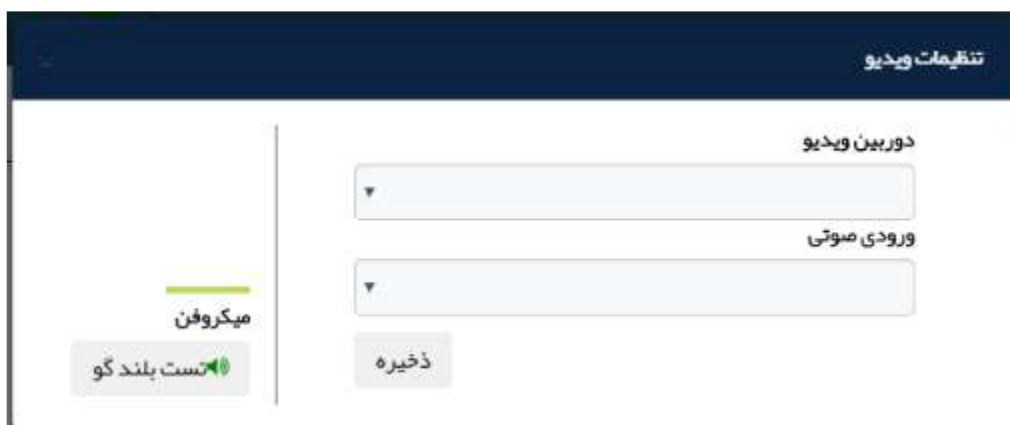 تنظیمات ویدیو
دوربین ویدیو
ورودی صوتی
ذخیره
میکروفن
تست بلند گو